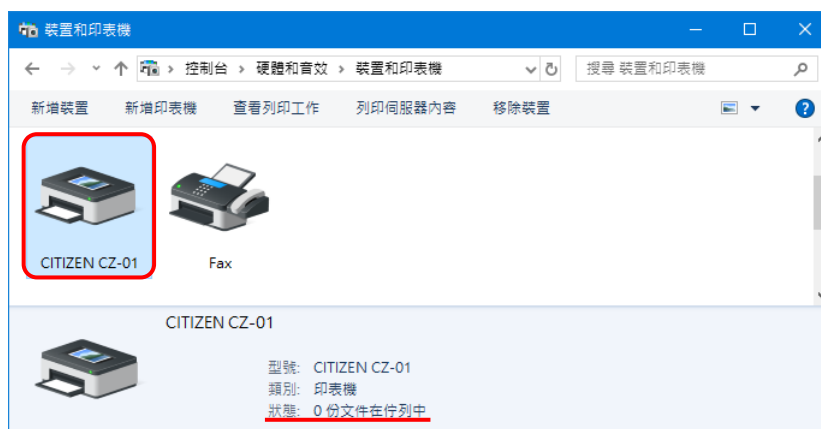 裝置和印表機
控制台 › 硬體和音效 › 裝置和印表機
搜尋 裝置和印表機
新增裝置 新增印表機 查看列印工作 列印伺服器內容 移除裝置
CITIZEN CZ-01 Fax
CITIZEN CZ-01
型號: CITIZEN CZ-01
類別: 印表機
狀態: 0 份文件在佇列中